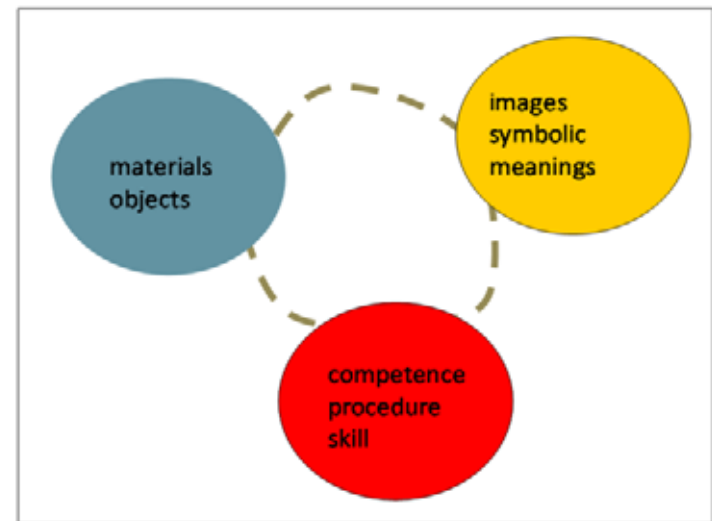 materials
objects
images
symbolic
meanings
competence
procedure
skill